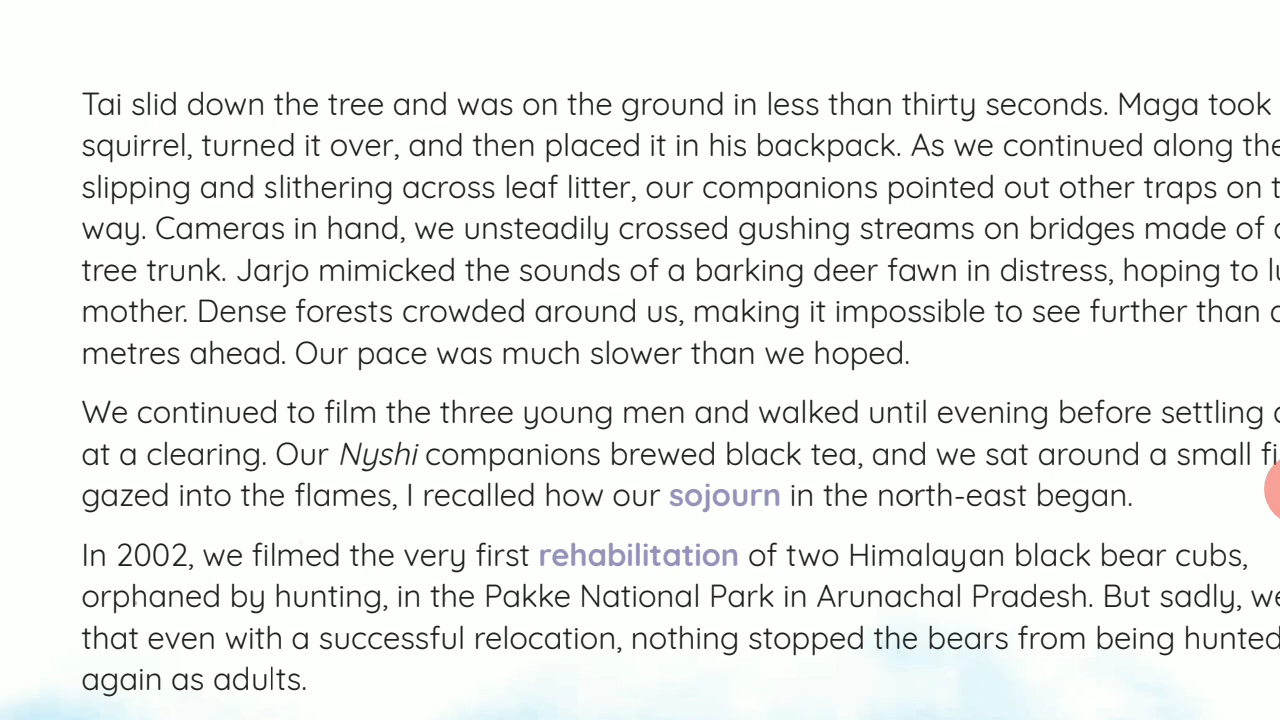 Tai slid down the tree and was on the ground in less than thirty seconds. Maga took
squirrel, turned it over, and then placed it in his backpack. As we continued along the
slipping and slithering across leaf litter, our companions pointed out other traps on
way. Cameras in hand, we unsteadily crossed gushing streams on bridges made of
tree trunk. Jarjo mimicked the sounds of a barking deer fawn in distress, hoping to
mother. Dense forests crowded around us, making it impossible to see further than
metres ahead. Our pace was much slower than we hoped.
We continued to film the three young men and walked until evening before settling
at a clearing. Our Nyshi companions brewed black tea, and we sat around a small
gazed into the flames, I recalled how our sojourn in the north-east began.
In 2002, we filmed the very first rehabilitation of two Himalayan black bear cubs,
orphaned by hunting, in the Pakke National Park in Arunachal Pradesh. But sadly, we
that even with a successful relocation, nothing stopped the bears from being hunted
again as adults.